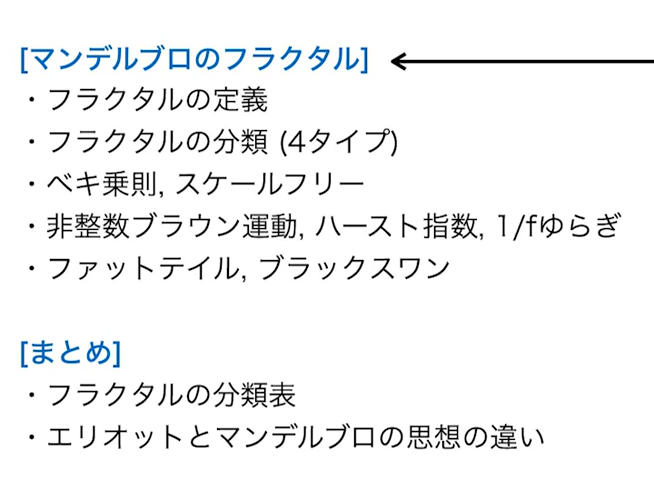 [マンデルブロのフラクタル]
・フラクタルの定義
・フラクタルの分類 (4タイプ)
・ベキ乗則, スケールフリー
・非整数ブラウン運動, ハースト指数, 1/fゆらぎ
・ファットテイル, ブラックスワン
[まとめ]
・フラクタルの分類表
・エリオットとマンデルブロの思想の違い